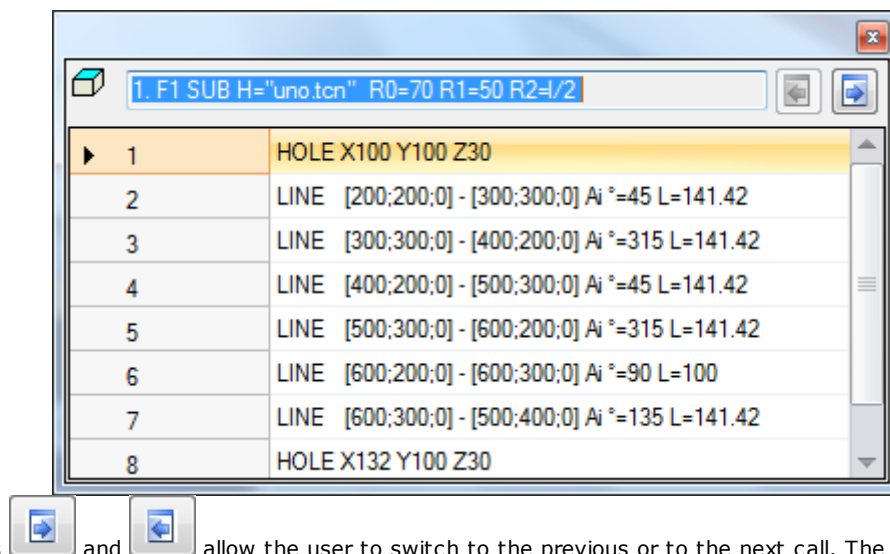 1. F1 SUB H="uno.tcn" R0=70 R1=50 R2=l/2
1 HOLE X100 Y100 Z30
2 LINE [200;200;0] - [300;300;0] Ai °=45 L=141.42
3 LINE [300;300;0] - [400;200;0] Ai °=315 L=141.42
4 LINE [400;200;0] - [500;300;0] Ai °=45 L=141.42
5 LINE [500;300;0] - [600;200;0] Ai °=315 L=141.42
6 LINE [600;200;0] - [600;300;0] Ai °=90 L=100
7 LINE [600;300;0] - [500;400;0] Ai °=135 L=141.42
8 HOLE X132 Y100 Z30
and allow the user to switch to the previous or to the next call. The